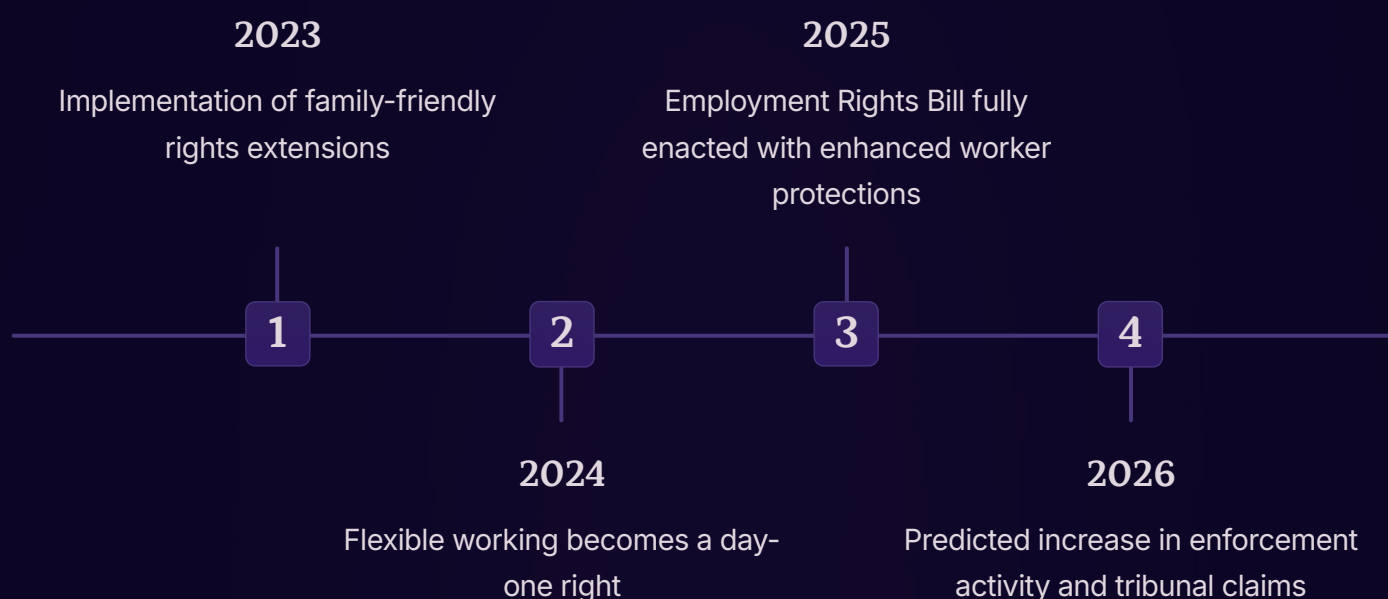 2023
Implementation of family-friendly
rights extensions
2025
Employment Rights Bill fully
enacted with enhanced worker
protections
1
2
3
4
2024
Flexible working becomes a day-
one right
2026
Predicted increase in enforcement
activity and tribunal claims